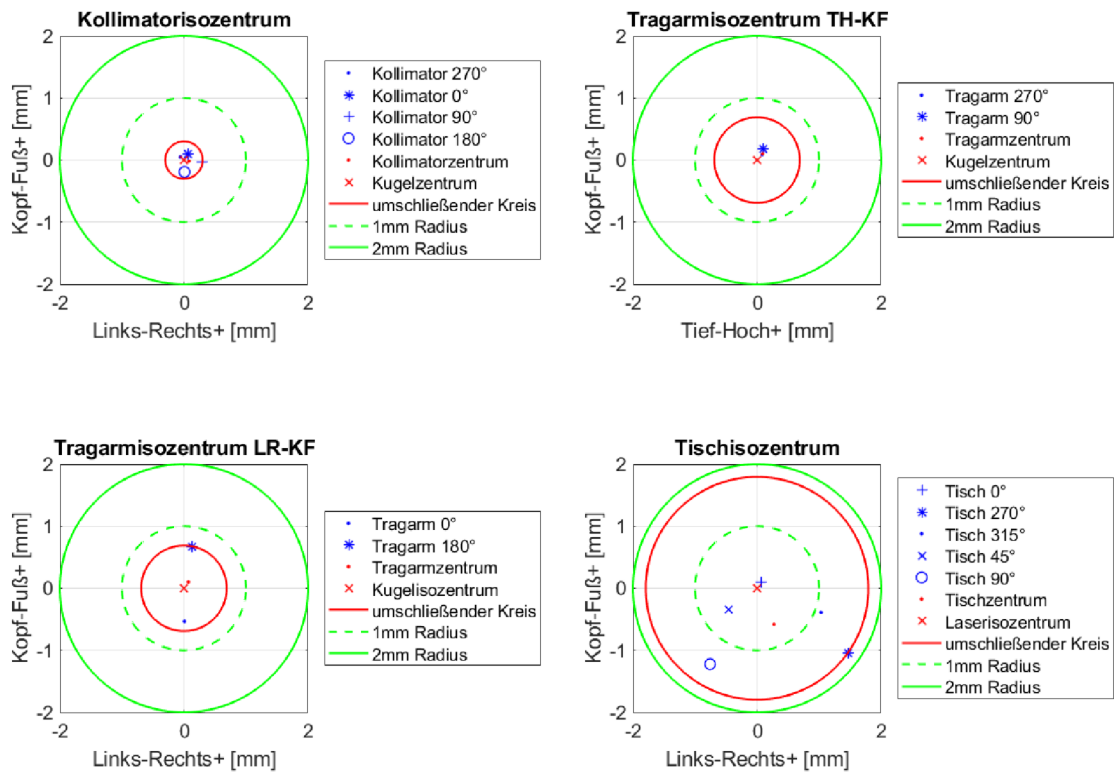 Kollimatorisozentrum
2
1
0
-1
-2
-2
0
2
Kopf-Fuß+ [mm]
Links-Rechts+ [mm]
Kollimator 270°
Kollimator 0°
Kollimator 90°
Kollimator 180°
Kollimatorzentrum
Kugelzentrum
umschließender Kreis
1mm Radius
2mm Radius
Tragarmisozentrum TH-KF
2
1
0
-1
-2
-2
0
2
Kopf-Fuß+ [mm]
Tief-Hoch+ [mm]
Tragarm 270°
Tragarm 90°
Tragarmzentrum
Kugelzentrum
umschließender Kreis
1mm Radius
2mm Radius
Tragarmisozentrum LR-KF
2
1
0
-1
-2
-2
0
2
Kopf-Fuß+ [mm]
Links-Rechts+ [mm]
Tragarm 0°
Tragarm 180°
Tragarmzentrum
Kugelisozentrum
umschließender Kreis
1mm Radius
2mm Radius
Tischisozentrum
2
1
0
-1
-2
-2
0
2
Kopf-Fuß+ [mm]
Links-Rechts+ [mm]
Tisch 0°
Tisch 270°
Tisch 315°
Tisch 45°
Tisch 90°
Tischzentrum
Laserisozentrum
umschließender Kreis
1mm Radius
2mm Radius